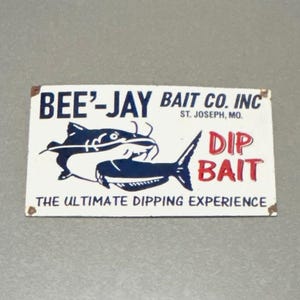 BEE'-JAY BAIT CO. INC
ST. JOSEPH, MO.
DIP
BAIT
THE ULTIMATE DIPPING EXPERIENCE